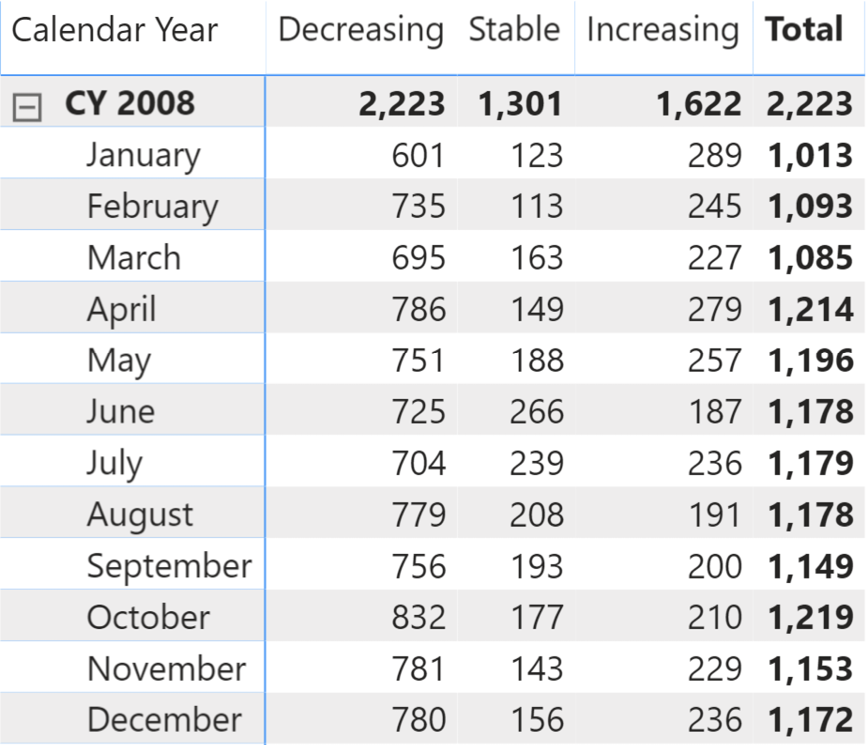 Calendar Year Decreasing Stable Increasing Total
CY 2008 2,223 1,301 1,622 2,223
January 601 123 289 1,013
February 735 113 245 1,093
March 695 163 227 1,085
April 786 149 279 1,214
May 751 188 257 1,196
June 725 266 187 1,178
July 704 239 236 1,179
August 779 208 191 1,178
September 756 193 200 1,149
October 832 177 210 1,219
November 781 143 229 1,153
December 780 156 236 1,172